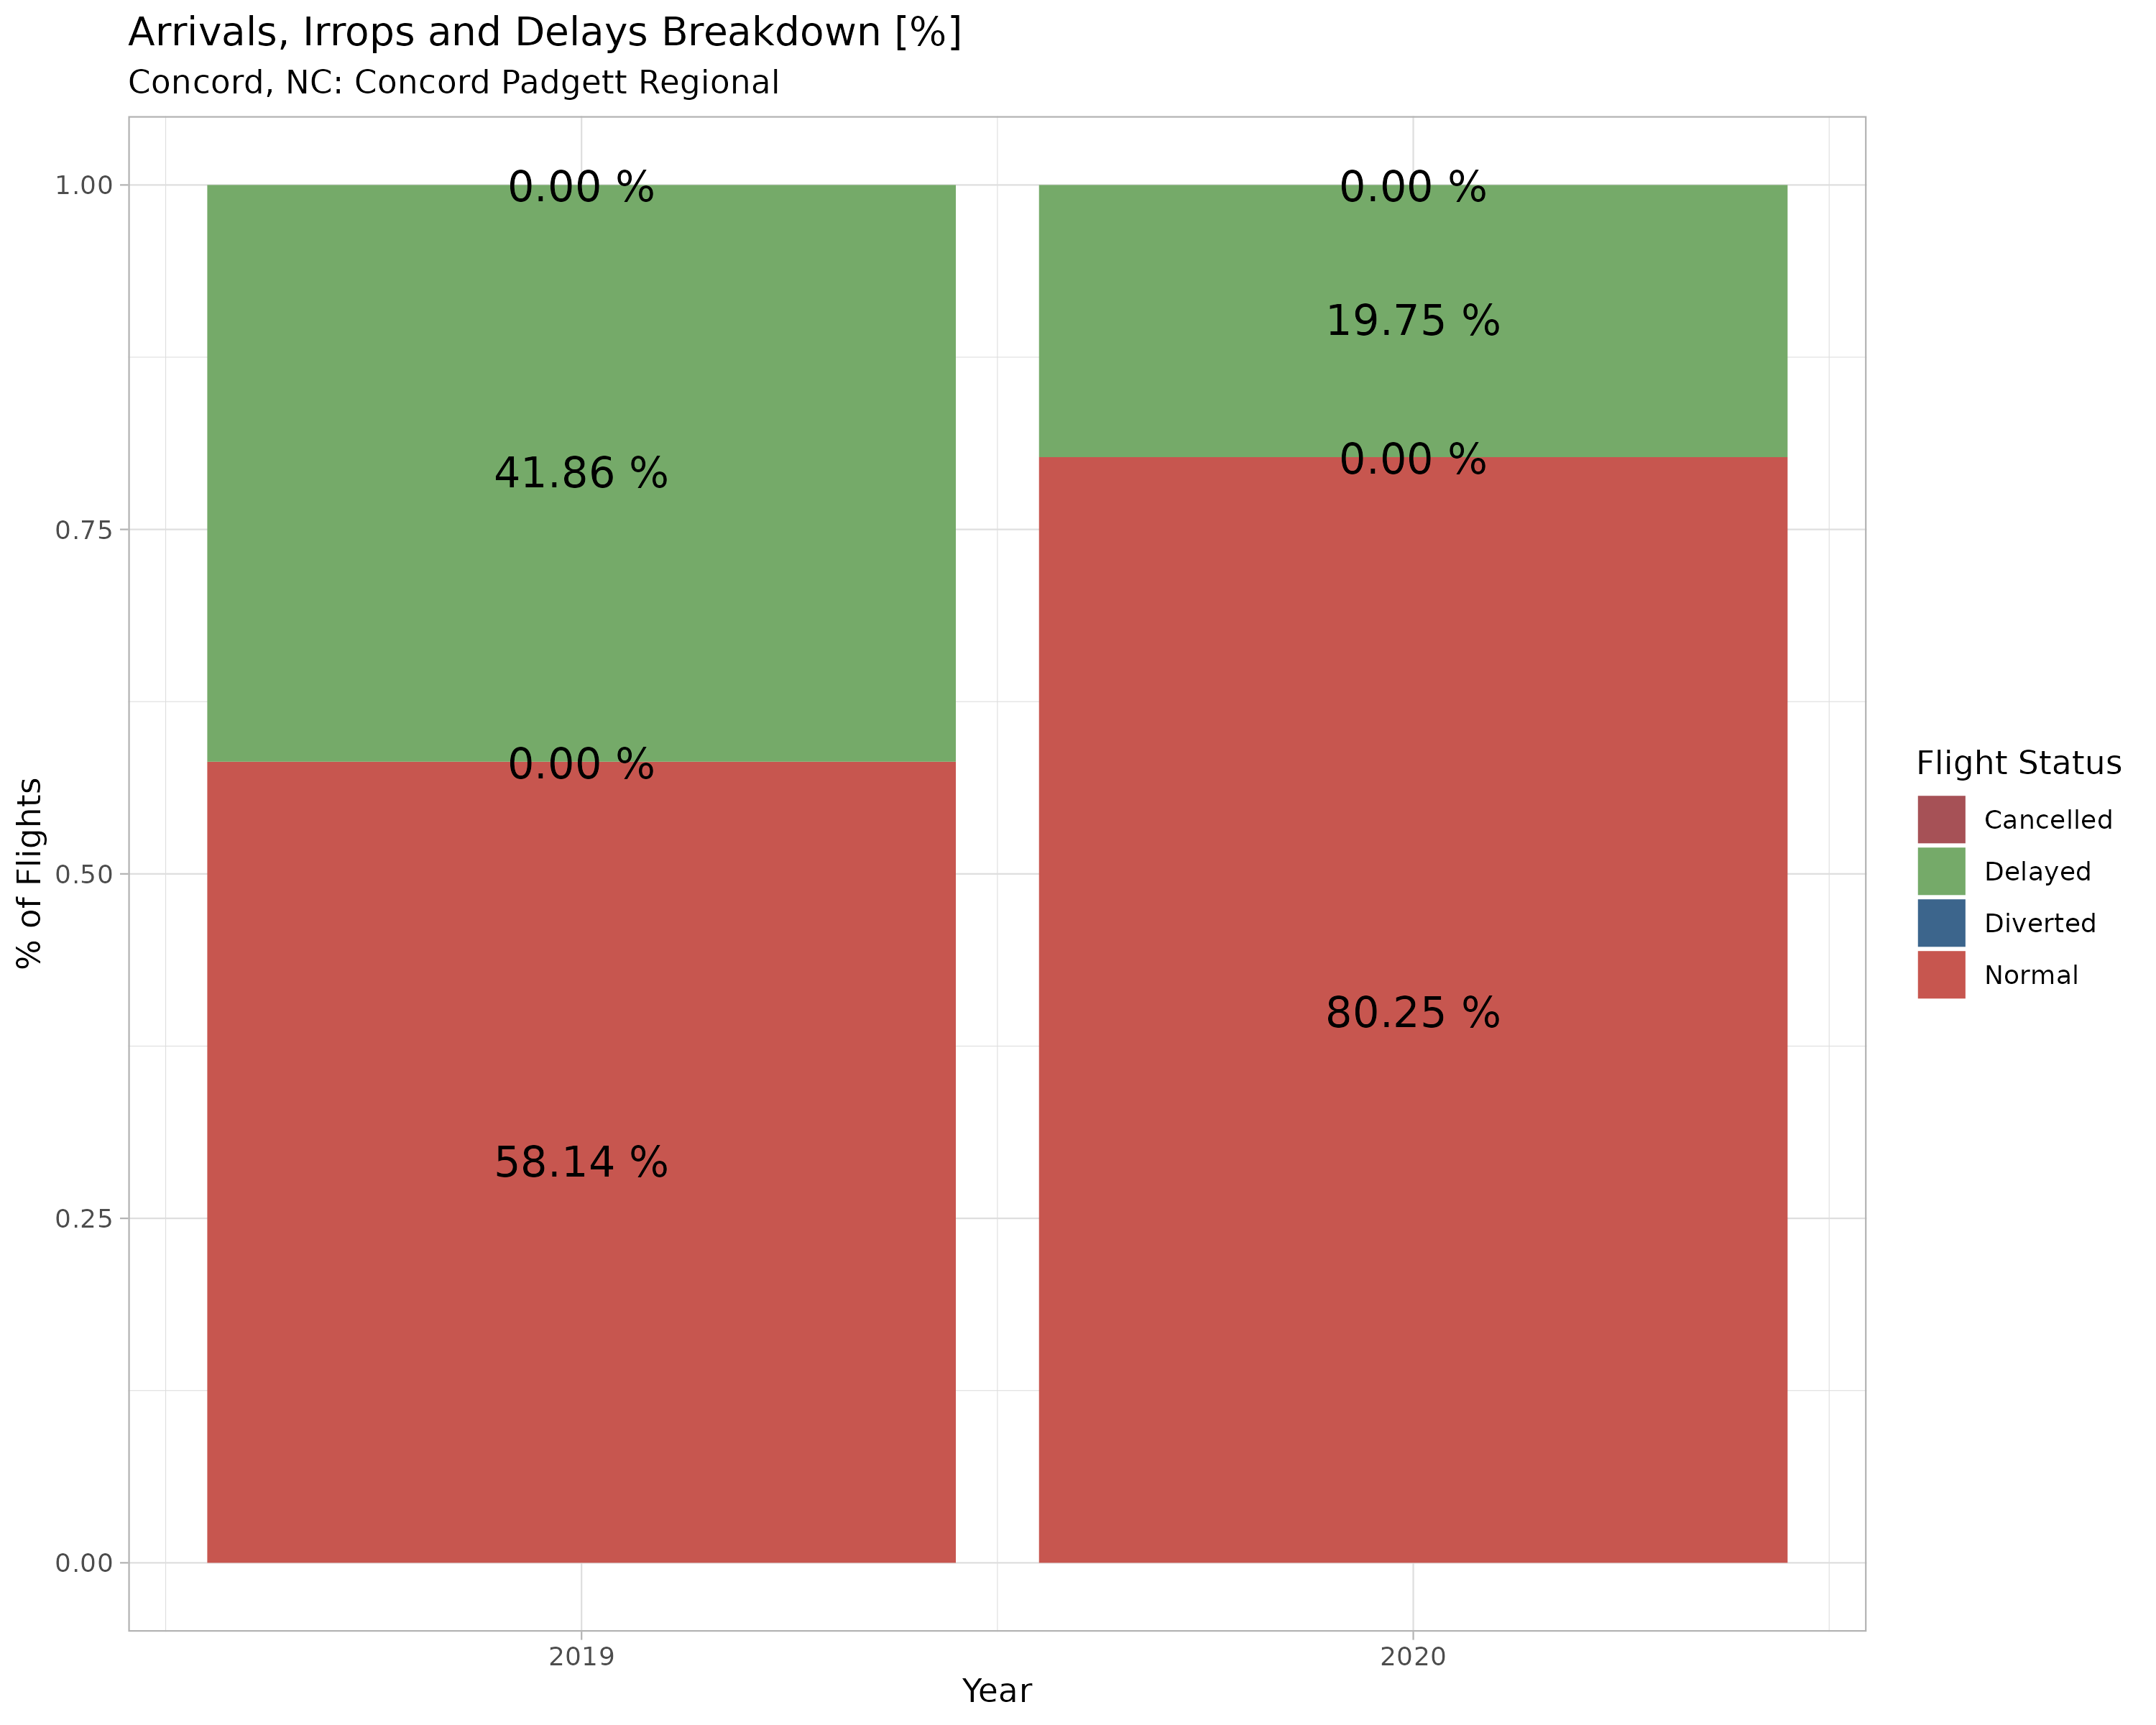 Arrivals, Irrops and Delays Breakdown [%]
Concord, NC: Concord Padgett Regional
% of Flights
1.00
0.75
0.50
0.25
0.00
0.00 %
41.86 %
0.00 %
58.14 %
0.00 %
19.75 %
0.00 %
80.25 %
2019
2020
Year
Flight Status
Cancelled
Delayed
Diverted
Normal